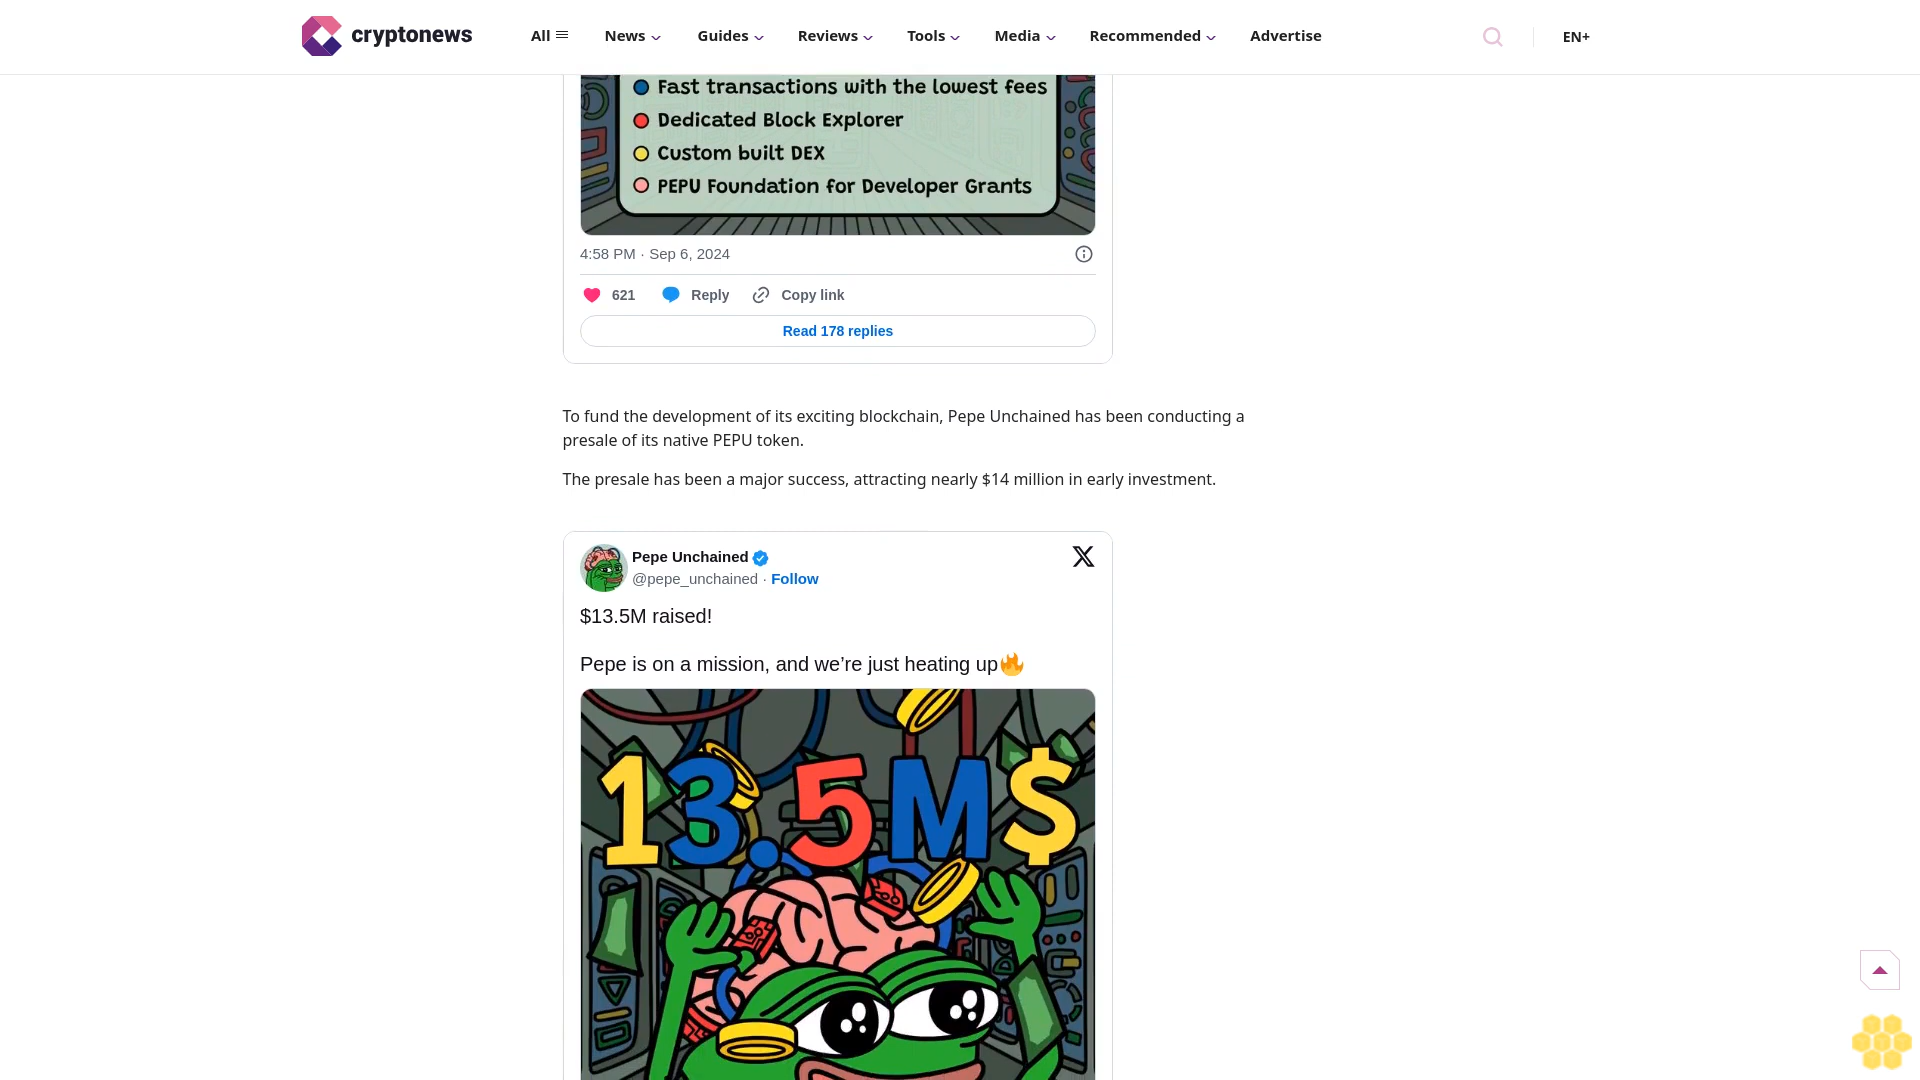 cryptonews
All
News
Guides
Reviews
Tools
Media
Recommended
Advertise
EN+
Fast transactions with the lowest fees
Dedicated Block Explorer
Custom built DEX
PEPU Foundation for Developer Grants
4:58 PM · Sep 6, 2024
621
Reply
Copy link
Read 178 replies
To fund the development of its exciting blockchain, Pepe Unchained has been conducting a
presale of its native PEPU token.
The presale has been a major success, attracting nearly $14 million in early investment.
Pepe Unchained
@pepe_unchained · Follow
$13.5M raised!
Pepe is on a mission, and we’re just heating up🔥
13.5M$